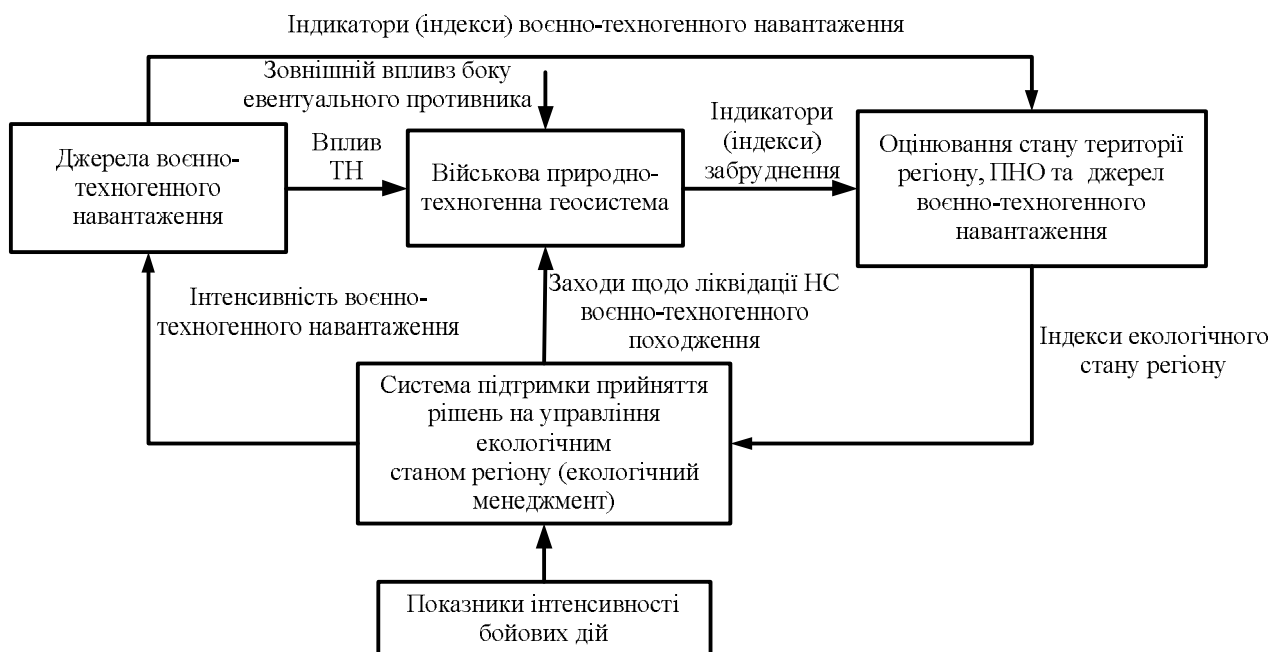 Індикатори (індекси) воєнно-техногенного навантаження
Зовнішній впливз боку
евентуального противника
Джерела воєнно-
техногенного
навантаження
Вплив
ТН
Військова природно-
техногенна геосистема
Індикатори
(індекси)
забруднення
Оцінювання стану території
регіону, ПНО та джерел
воєнно-техногенного
навантаження
Інтенсивність воєнно-
техногенного навантаження
Заходи щодо ліквідації НС
воєнно-техногенного
походження
Індекси екологічного
стану регіону
Система підтримки прийняття
рішень на управління
екологічним
станом регіону (екологічний
менеджмент)
Показники інтенсивності
бойових дій